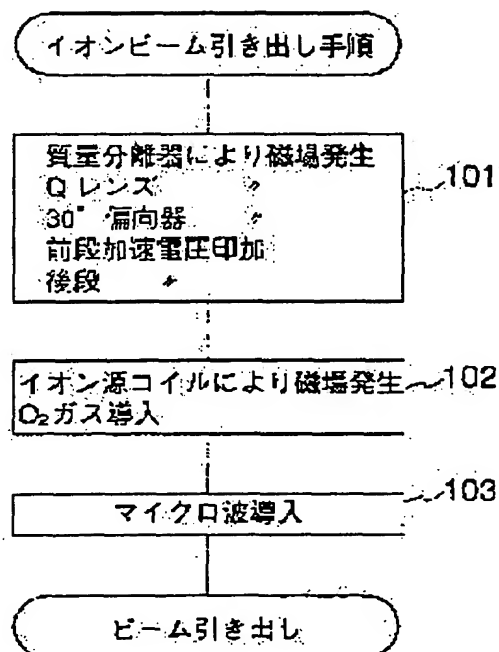 イオンビーム引き出し手順
質量分離器により磁場発生
Q レンズ 〃
30° 偏向器 〃
前段加速電圧印加
後段 〃
101
イオン源コイルにより磁場発生
O₂ガス導入
102
マイクロ波導入
103
ビーム引き出し